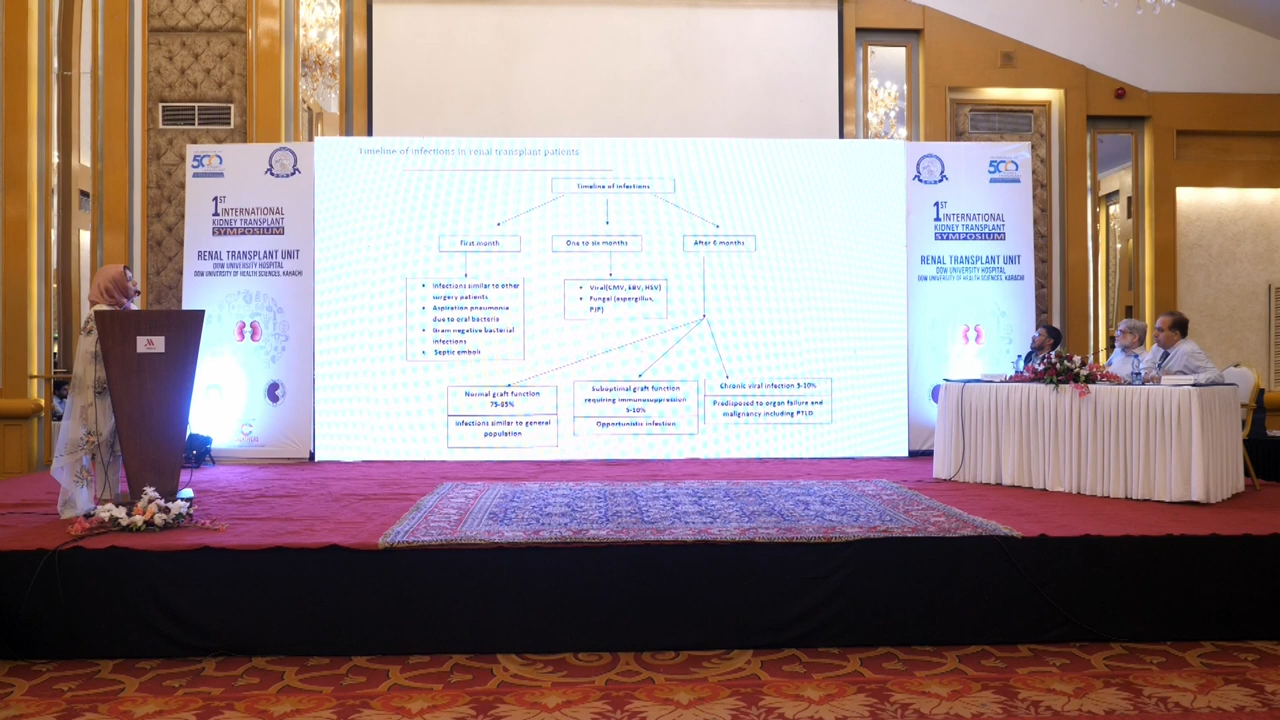 Timeline of infections in renal transplant patients
Timeline of infections
First month
One to six months
After 6 months
• Infections similar to other
surgery patients
• Aspiration pneumonia
due to oral bacteria
• Gram negative bacterial
infections
• Septic emboli
• Viral(CMV, EBV, HSV)
• Fungal (aspergillus,
PJP)
Normal graft function
75-85%
Infections similar to general
population
Suboptimal graft function
requiring immunosuppression
5-10%
Opportunistic infection
Chronic viral infection 5-10%
Predisposed to organ failure and
malignancy including PTLD
500
1ST
INTERNATIONAL
KIDNEY TRANSPLANT
SYMPOSIUM
RENAL TRANSPLANT UNIT
DOW UNIVERSITY HOSPITAL
DOW UNIVERSITY OF HEALTH SCIENCES, KARACHI
500
1ST
INTERNATIONAL
KIDNEY TRANSPLANT
SYMPOSIUM
RENAL TRANSPLANT UNIT
DOW UNIVERSITY HOSPITAL
DOW UNIVERSITY OF HEALTH SCIENCES, KARACHI